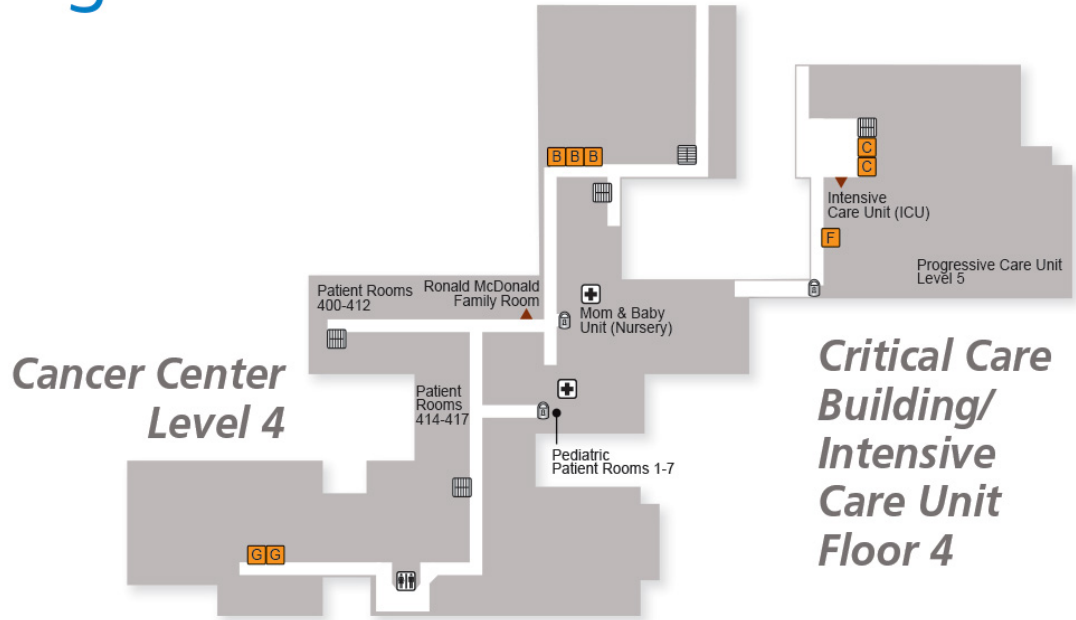 B B B
C
C
Intensive
Care Unit (ICU)
F
Progressive Care Unit
Level 5
Patient Rooms
400-412
Ronald McDonald
Family Room
Mom & Baby
Unit (Nursery)
Cancer Center
Level 4
Patient
Rooms
414-417
Critical Care
Building/
Intensive
Care Unit
Floor 4
Pediatric
Patient Rooms 1-7
G G